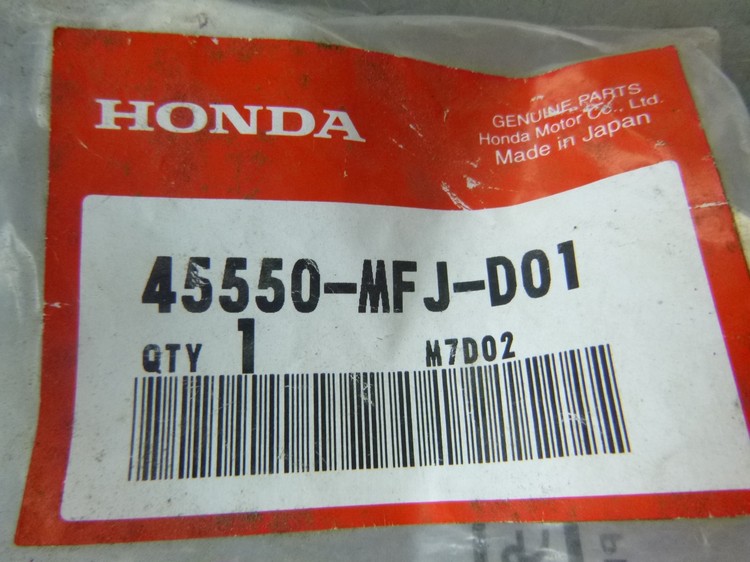 HONDA
GENUINE PARTS
Honda Motor Co., Ltd.
Made in Japan
45550-MFJ-D01
QTY 1 M7D02